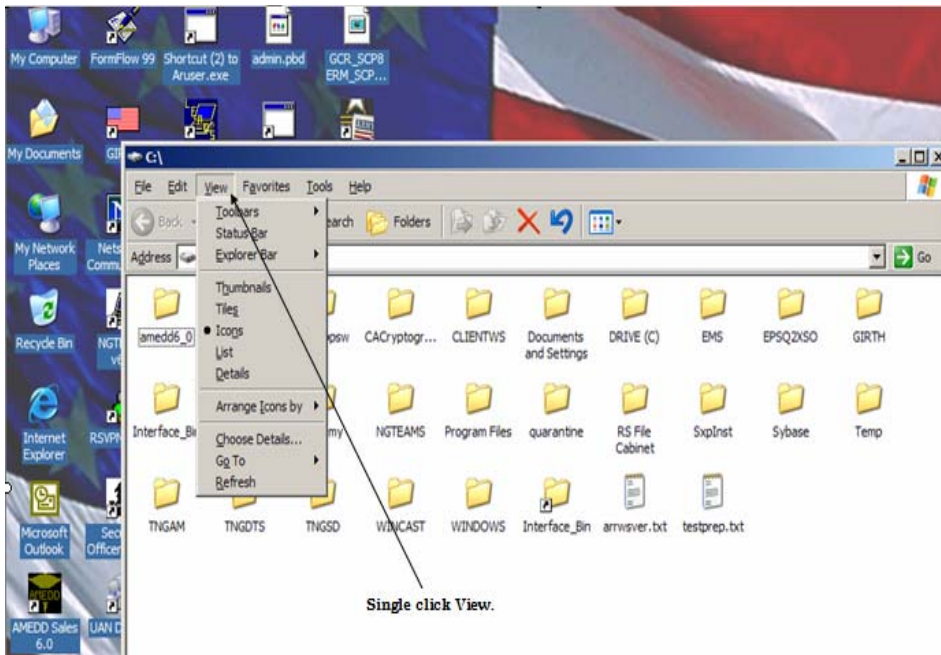 My Computer
FormFlow 99
Shortcut (2) to
Aruser.exe
admin.pbd
GCR_SCP8
ERM_SCP...
My Documents
C:\
File Edit View Favorites Tools Help
Back
Folders
Toolbars
Status Bar
Explorer Bar
Thumbnails
Tiles
Icons
List
Details
Arrange Icons by
Choose Details...
Go To
Refresh
Address
Go
My Network
Places
Recycle Bin
Internet
Explorer
Microsoft
Outlook
AMEDD Sales
6.0
amedd6_0
CACryptogr...
CLIENTWS
Documents
and Settings
DRIVE (C)
EMS
EPSQ2XSO
GIRTH
NGTEAMS
Program Files
quarantine
RS File
Cabinet
SxpInst
Sybase
Temp
TNGAM
TNGDTS
TNGSD
WINCAST
WINDOWS
Interface_Bin
arrwsver.txt
testprep.txt
Single click View.